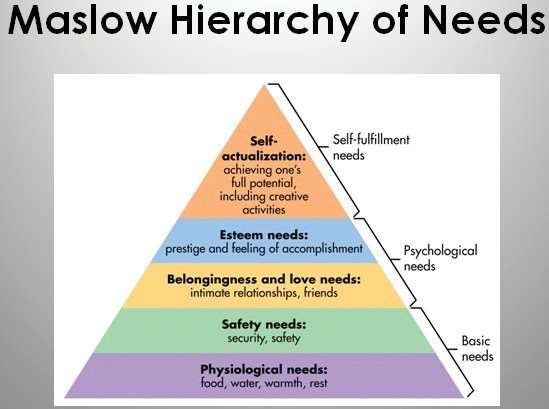 Maslow Hierarchy of Needs
Self-
actualization:
achieving one's
full potential,
including creative
activities
Self-fulfillment
needs
Esteem needs:
prestige and feeling of accomplishment
Psychological
needs
Belongingness and love needs:
intimate relationships, friends
Safety needs:
security, safety
Basic
needs
Physiological needs:
food, water, warmth, rest